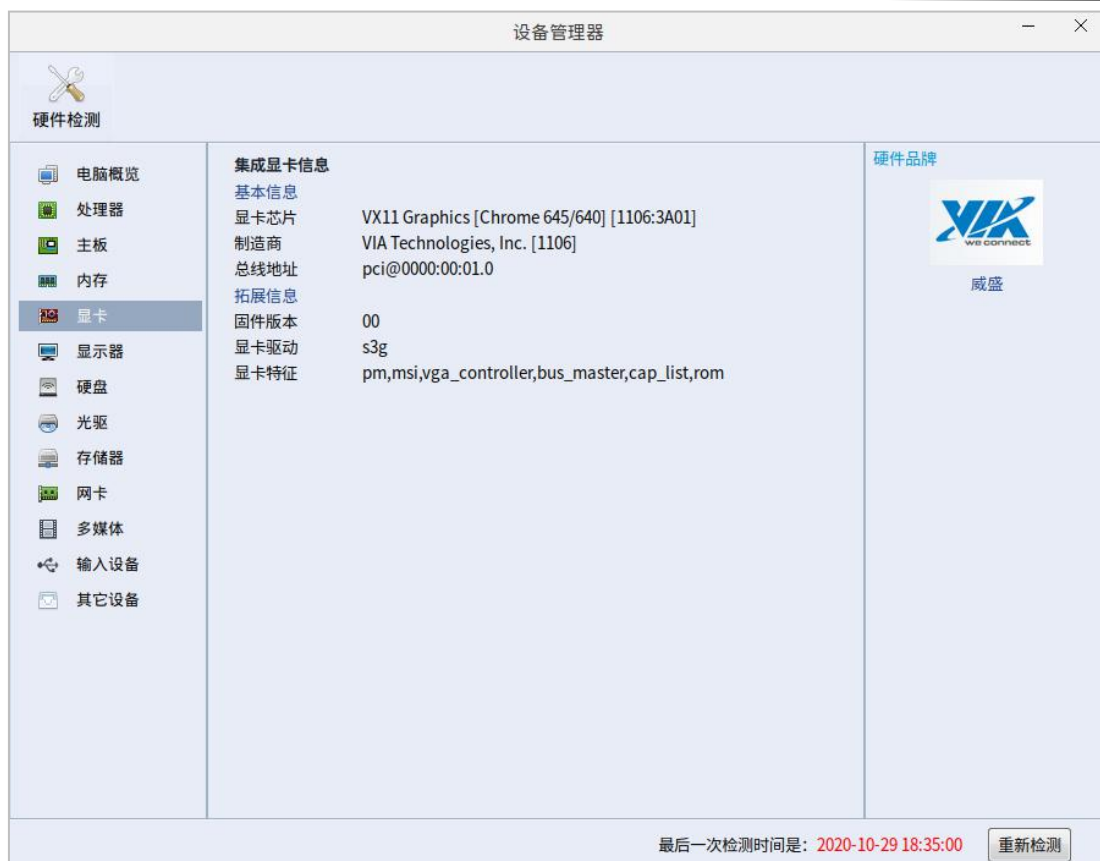 设备管理器
硬件检测
电脑概览
处理器
主板
内存
显卡
显示器
硬盘
光驱
存储器
网卡
多媒体
输入设备
其它设备
集成显卡信息
基本信息
显卡芯片 VX11 Graphics [Chrome 645/640] [1106:3A01]
制造商 VIA Technologies, Inc. [1106]
总线地址 pci@0000:00:01.0
拓展信息
固件版本 00
显卡驱动 s3g
显卡特征 pm,msi,vga_controller,bus_master,cap_list,rom
硬件品牌
VIA
we connect
威盛
最后一次检测时间是: 2020-10-29 18:35:00 重新检测